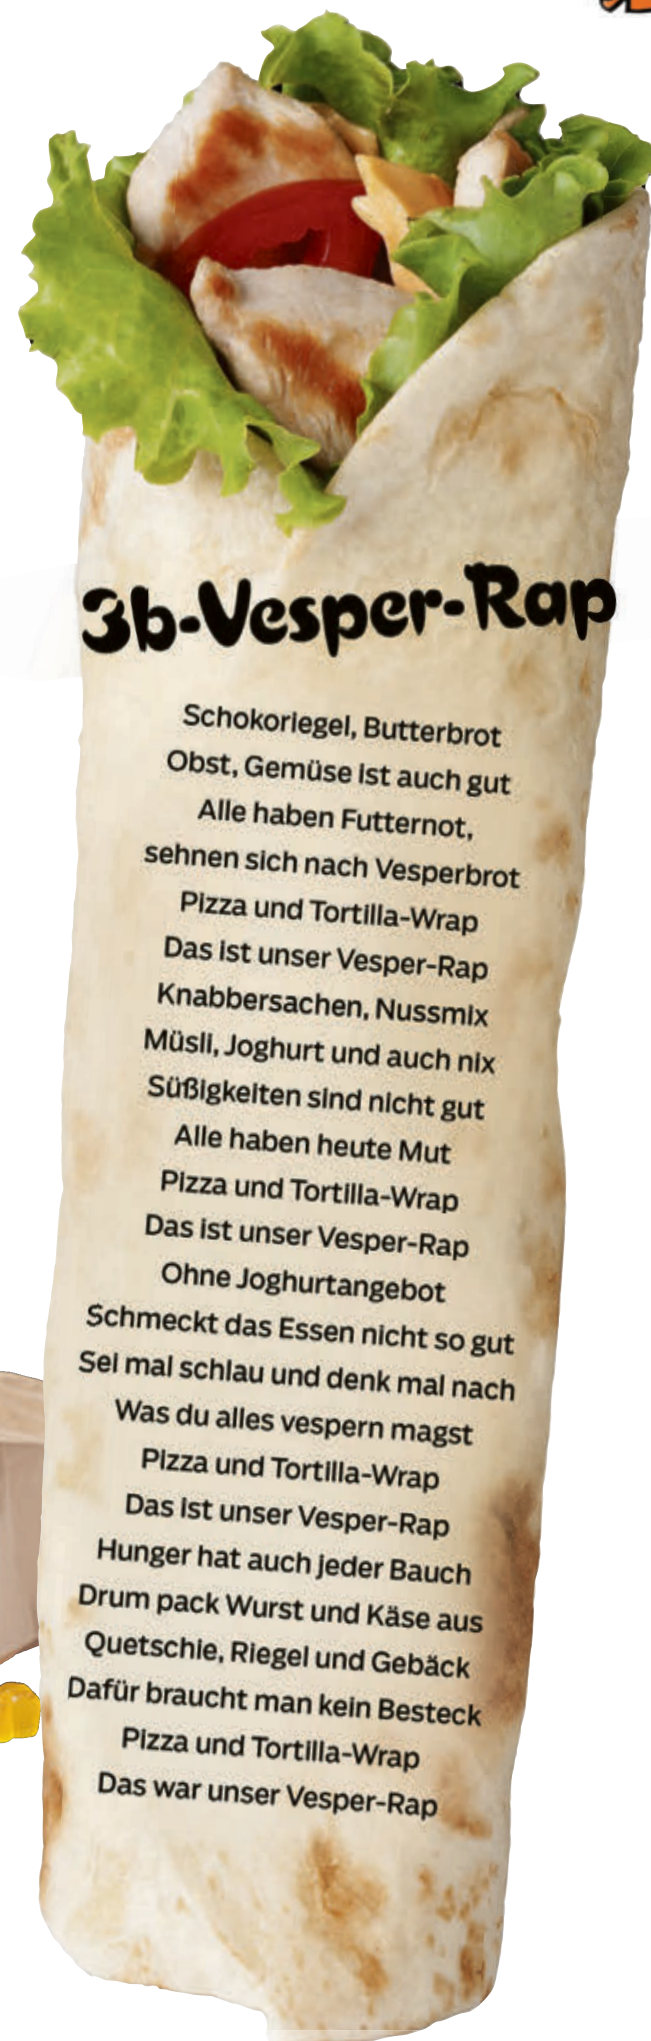 3b-Vesper-Rap
Schokoriegel, Butterbrot
Obst, Gemüse ist auch gut
Alle haben Futternot,
sehnen sich nach Vesperbrot
Pizza und Tortilla-Wrap
Das ist unser Vesper-Rap
Knabbersachen, Nussmix
Müsli, Joghurt und auch nix
Süßigkeiten sind nicht gut
Alle haben heute Mut
Pizza und Tortilla-Wrap
Das ist unser Vesper-Rap
Ohne Joghurtangebot
Schmeckt das Essen nicht so gut
Sei mal schlau und denk mal nach
Was du alles vespern magst
Pizza und Tortilla-Wrap
Das ist unser Vesper-Rap
Hunger hat auch jeder Bauch
Drum pack Wurst und Käse aus
Quetschie, Riegel und Gebäck
Dafür braucht man kein Besteck
Pizza und Tortilla-Wrap
Das war unser Vesper-Rap